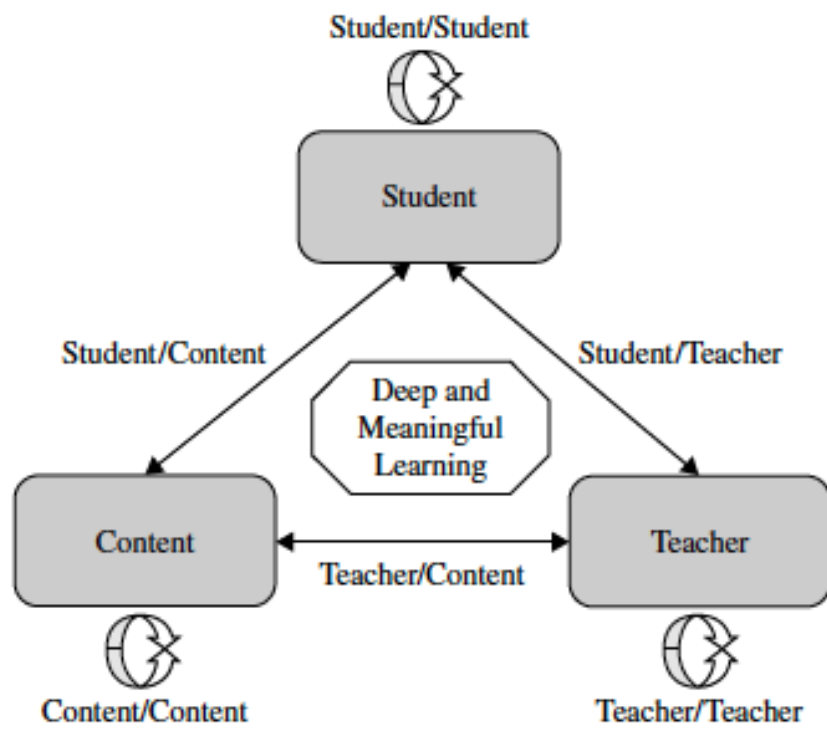 Student/Student
Student
Student/Content
Student/Teacher
Deep and
Meaningful
Learning
Content
Teacher
Teacher/Content
Content/Content
Teacher/Teacher